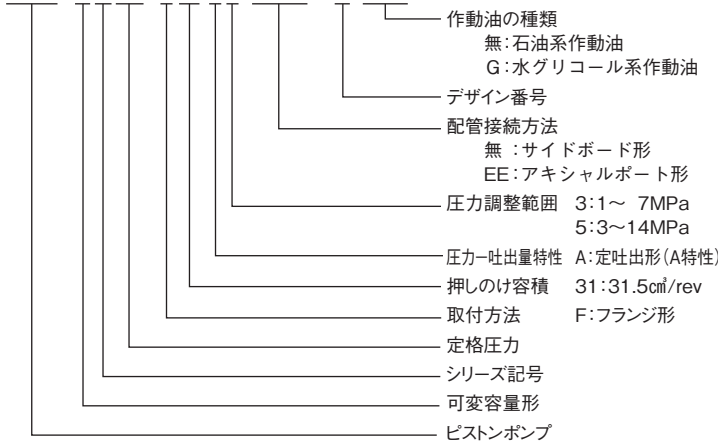 作動油の種類
無:石油系作動油
G:水グリコール系作動油
デザイン番号
配管接続方法
無 :サイドボード形
EE:アキシャルポート形
圧力調整範囲 3:1〜 7MPa
5:3〜14MPa
圧力ー吐出量特性 A:定吐出形(A特性)
押しのけ容積 31:31.5㎤/rev
取付方法 F:フランジ形
定格圧力
シリーズ記号
可変容量形
ピストンポンプ